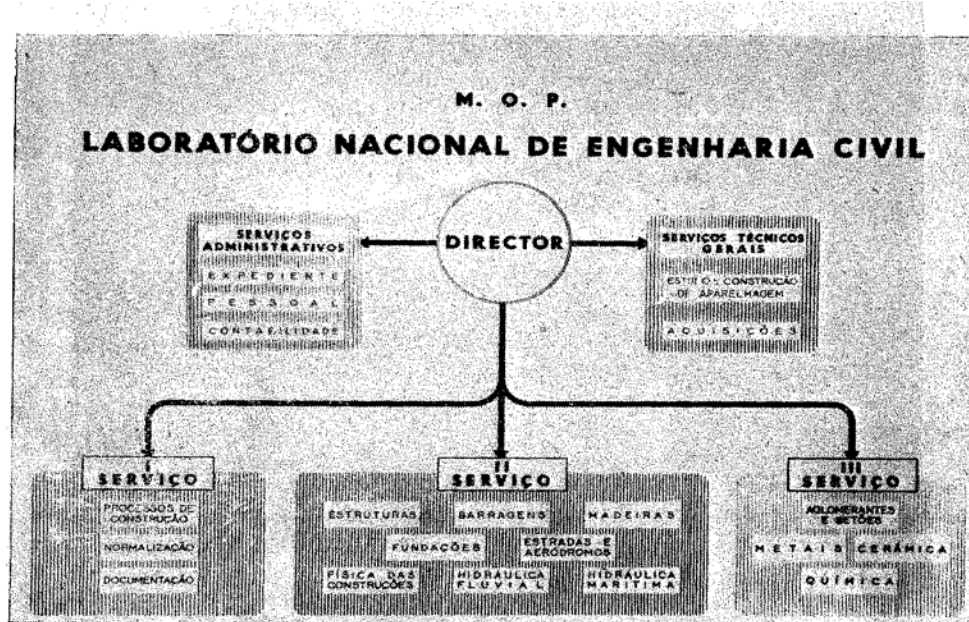 M. O. P.
LABORATÓRIO NACIONAL DE ENGENHARIA CIVIL
DIRECTOR
SERVIÇOS
ADMINISTRATIVOS
EXPEDIENTE
PESSOAL
CONTABILIDADE
SERVIÇOS TÉCNICOS
GERAIS
ESTUDO E CONSTRUÇÃO
DE APARELHAGEM
AQUISIÇÕES
I
SERVIÇO
PROCESSOS DE
CONSTRUÇÃO
NORMALIZAÇÃO
DOCUMENTAÇÃO
II
SERVIÇO
ESTRUTURAS
BARRAGENS
MADEIRAS
FUNDAÇÕES
ESTRADAS E
AERÓDROMOS
FÍSICA DAS
CONSTRUÇÕES
HIDRÁULICA
FLUVIAL
HIDRÁULICA
MARÍTIMA
III
SERVIÇO
AGLOMERANTES
E BETÕES
METAIS CERÂMICA
QUÍMICA